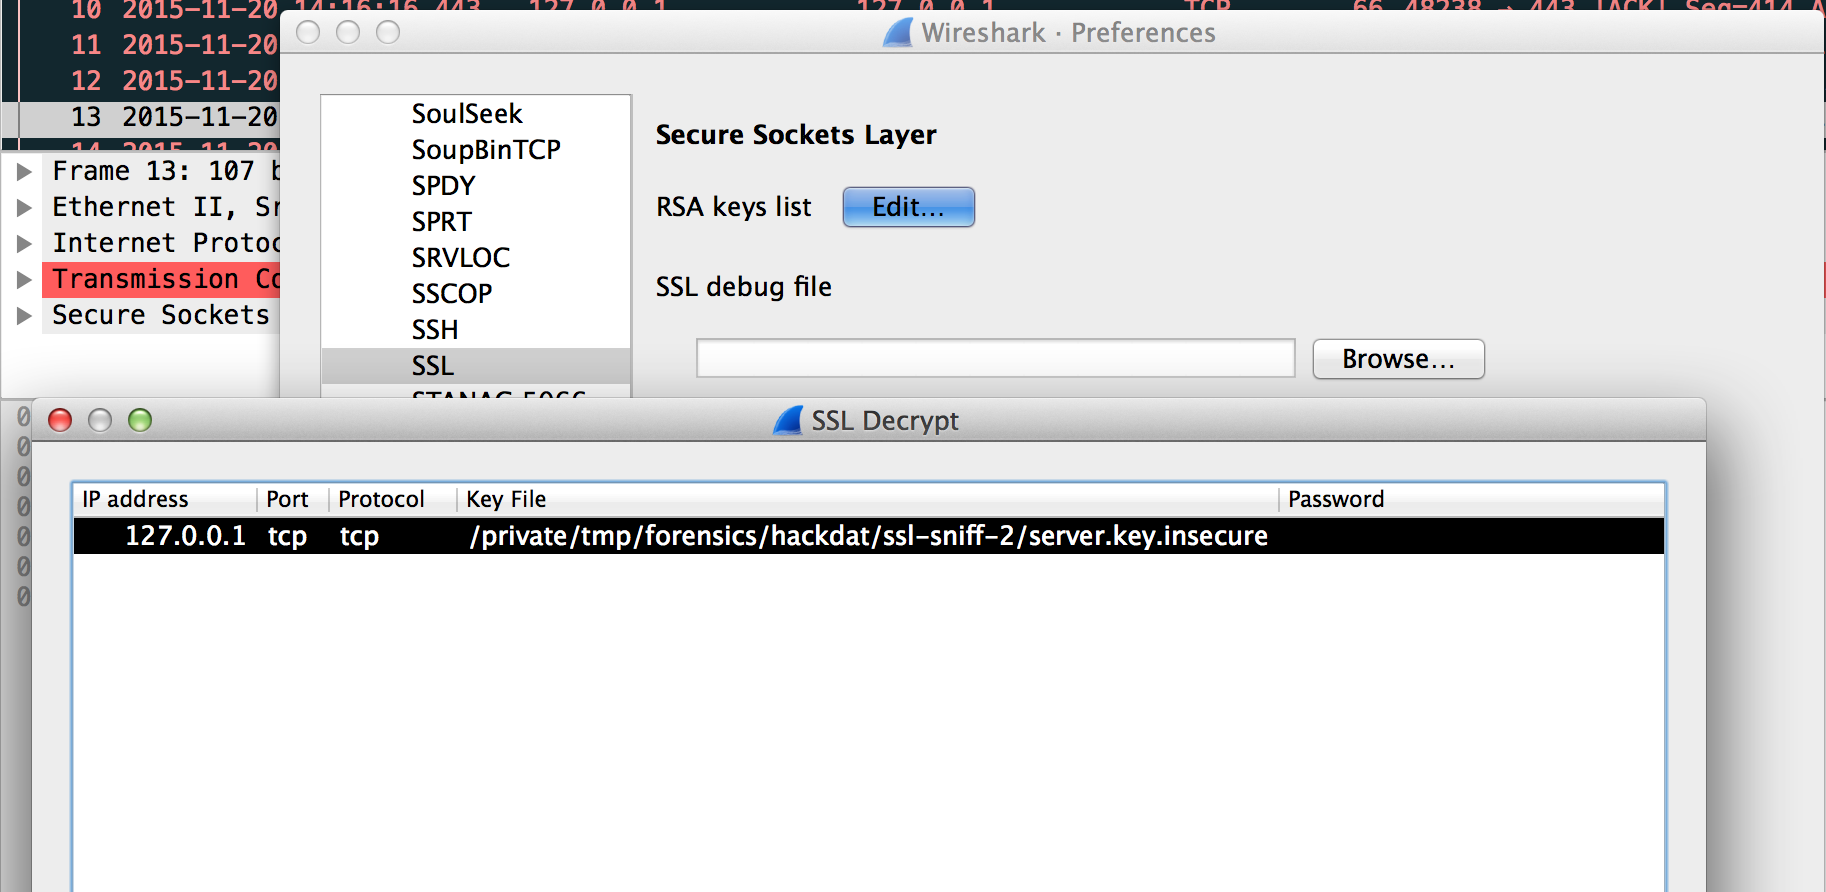 10 2015-11-20 14:16:16.443 127.0.0.1 127.0.0.1 TCP 66 48238 → 443 [ACK] Seq=414 A
Wireshark · Preferences
11 2015-11-20
12 2015-11-20
13 2015-11-20
14 2015-11-20
SoulSeek
SoupBinTCP
SPDY
SPRT
SRVLOC
SSCOP
SSH
SSL
STANAG 5066
Secure Sockets Layer
RSA keys list Edit...
SSL debug file
Browse...
Frame 13: 107 b
Ethernet II, Sr
Internet Protoc
Transmission Co
Secure Sockets
0
0
0
0
0
0
0
SSL Decrypt
IP address Port Protocol Key File Password
127.0.0.1 tcp tcp /private/tmp/forensics/hackdat/ssl-sniff-2/server.key.insecure